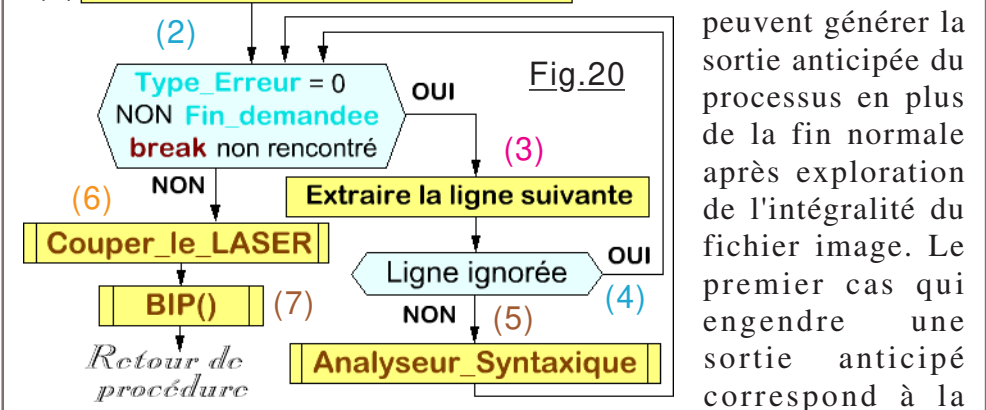 (2)
Type_Erreur = 0
NON Fin_demandee
break non rencontré
OUI
Fig.20
(3)
NON
(6)
Extraire la ligne suivante
Couper_le_LASER
Ligne ignorée
OUI
(4)
BIP()
(7)
NON
(5)
Analyseur_Syntaxique
Retour de
procédure
peuvent générer la
sortie anticipée du
processus en plus
de la fin normale
après exploration
de l'intégralité du
fichier image. Le
premier cas qui
engendre une
sortie anticipé
correspond à la